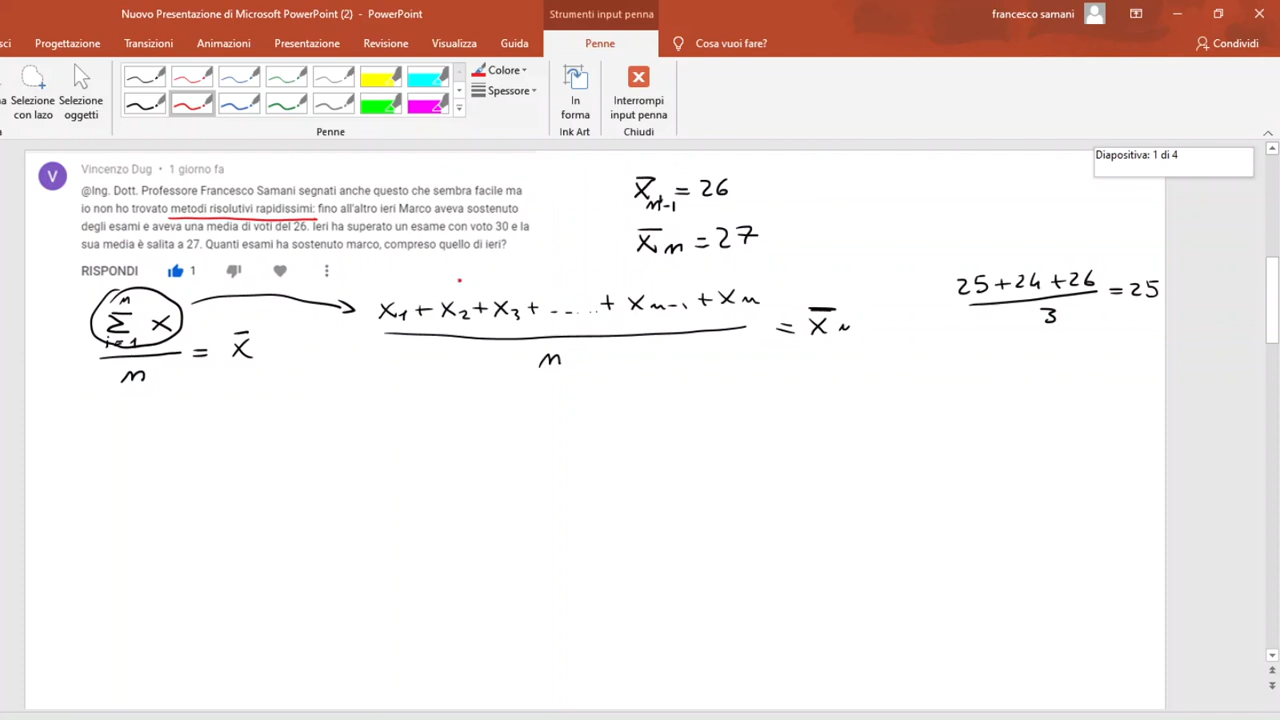 Nuovo Presentazione di Microsoft PowerPoint (2) - PowerPoint
Strumenti input penna
francesco samani
sci
Progettazione
Transizioni
Animazioni
Presentazione
Revisione
Visualizza
Guida
Penne
Cosa vuoi fare?
Condividi
Selezione con lazo
Selezione oggetti
Colore
Spessore
In forma
Interrompi input penna
Penne
Ink Art
Chiudi
Diapositiva: 1 di 4
V
Vincenzo Dug • 1 giorno fa
@Ing. Dott. Professore Francesco Samani segnati anche questo che sembra facile ma
io non ho trovato metodi risolutivi rapidissimi: fino all'altro ieri Marco aveva sostenuto
degli esami e aveva una media di voti del 26. Ieri ha superato un esame con voto 30 e la
sua media è salita a 27. Quanti esami ha sostenuto marco, compreso quello di ieri?
RISPONDI 1
x̄ n-1 = 26
x̄ n = 27
n
Σ x
i=1
n
= x̄
x1 + x2 + x3 + ...... + x n-1 + x n
n
= x̄ n
25+24+26
3
= 25